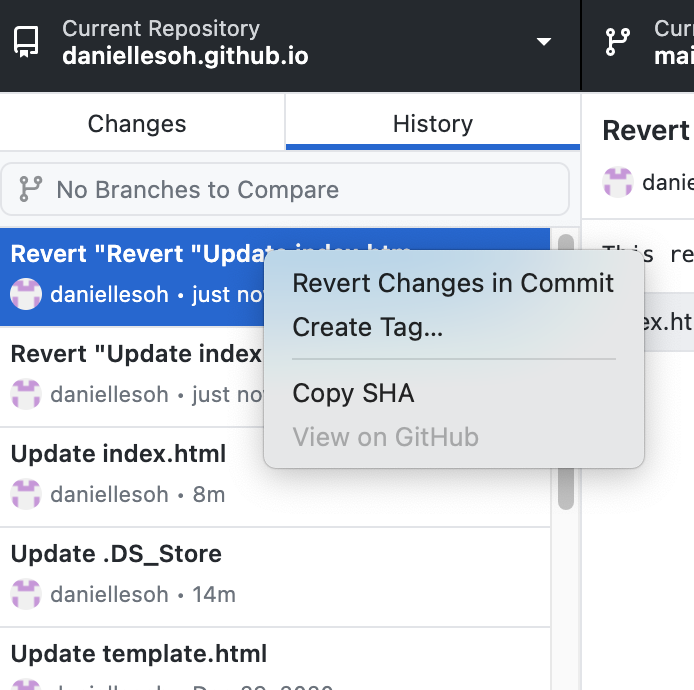 Current Repository
daniellesoh.github.io
Changes
History
No Branches to Compare
Revert "Revert "Update index.htm...
daniellesoh • just no
Revert "Update index
daniellesoh • just no
Update index.html
daniellesoh • 8m
Update .DS_Store
daniellesoh • 14m
Update template.html
Revert Changes in Commit
Create Tag...
Copy SHA
View on GitHub
Curr
mai
Revert
danie
This re
ex.ht